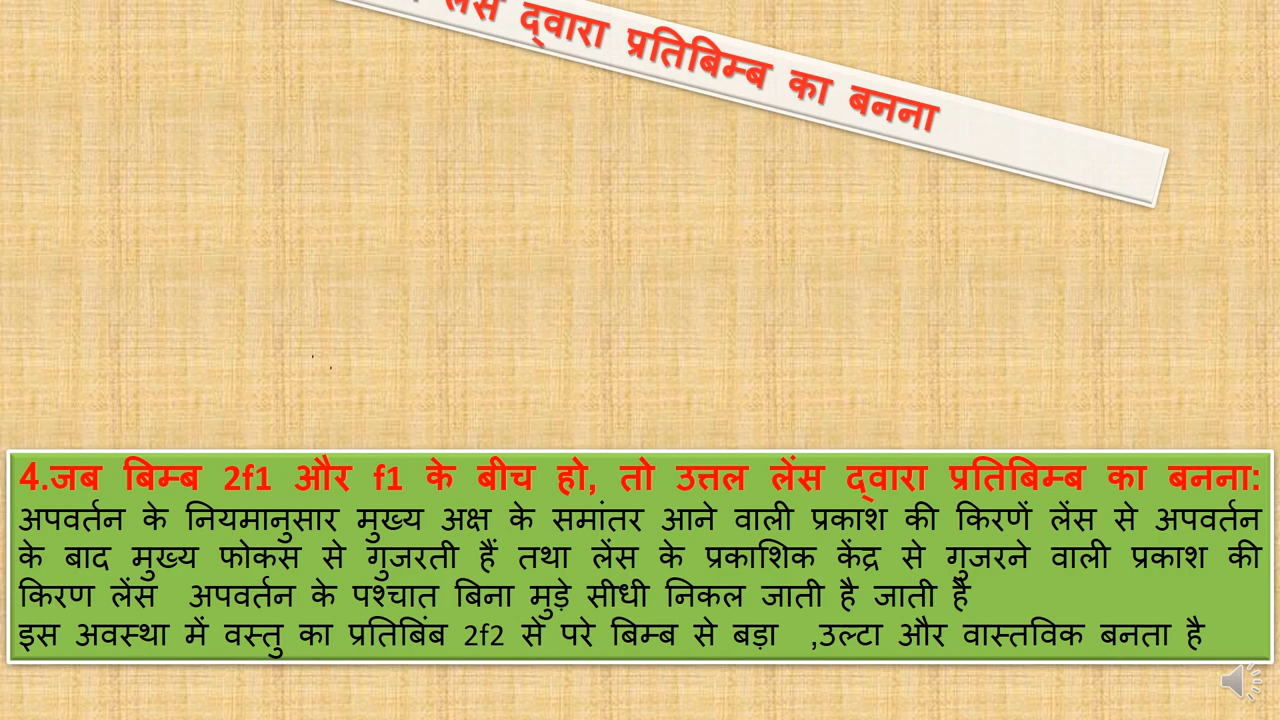 लेंस द्वारा प्रतिबिम्ब का बनना
4.जब बिम्ब 2f1 और f1 के बीच हो, तो उत्तल लेंस द्वारा प्रतिबिम्ब का बनना:
अपवर्तन के नियमानुसार मुख्य अक्ष के समांतर आने वाली प्रकाश की किरणें लेंस से अपवर्तन
के बाद मुख्य फोकस से गुजरती हैं तथा लेंस के प्रकाशिक केंद्र से गुजरने वाली प्रकाश की
किरण लेंस अपवर्तन के पश्चात बिना मुड़े सीधी निकल जाती है जाती है
इस अवस्था में वस्तु का प्रतिबिंब 2f2 से परे बिम्ब से बड़ा ,उल्टा और वास्तविक बनता है